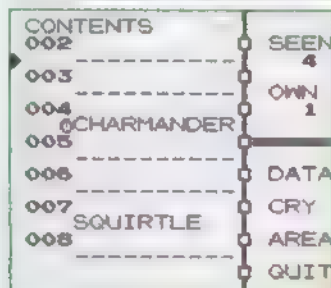 CONTENTS
002
003
004
CHARMANDER
005
006
007
SQUIRTLE
008
SEEN
4
OWN
1
DATA
CRY
AREA
QUIT